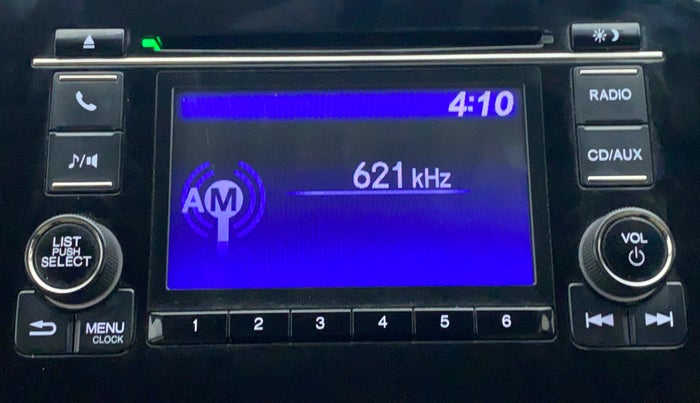 4:10
RADIO
♪/
CD/AUX
621 kHz
AM
LIST
PUSH
SELECT
VOL
MENU
CLOCK
1 2 3 4 5 6